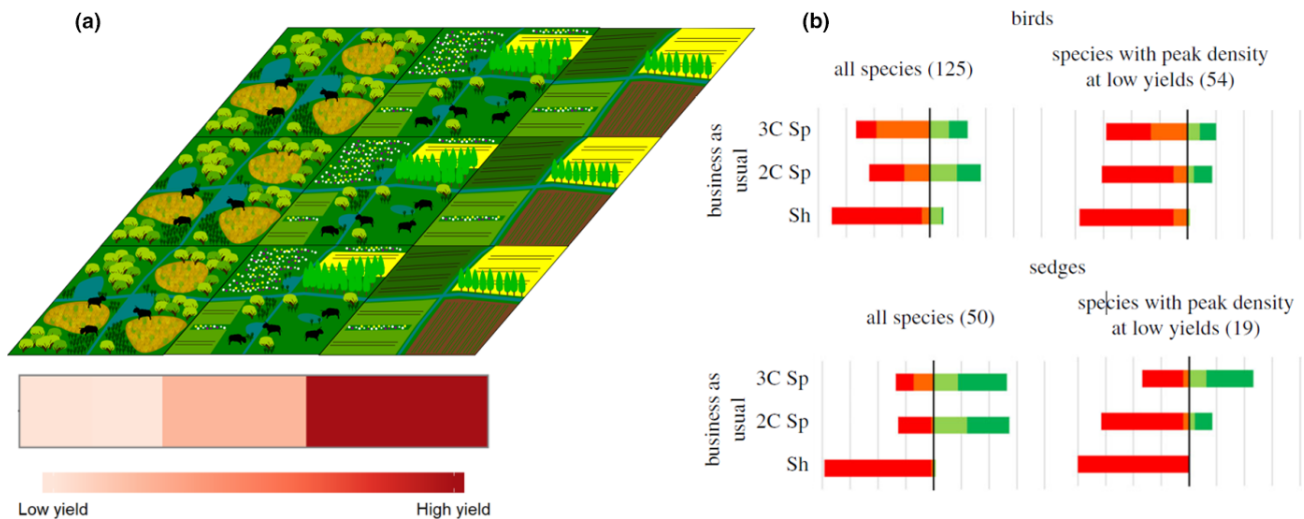 (a)
Low yield
High yield
(b)
birds
all species (125)
species with peak density
at low yields (54)
business as
usual
3C Sp
2C Sp
Sh
sedges
all species (50)
species with peak density
at low yields (19)
business as
usual
3C Sp
2C Sp
Sh